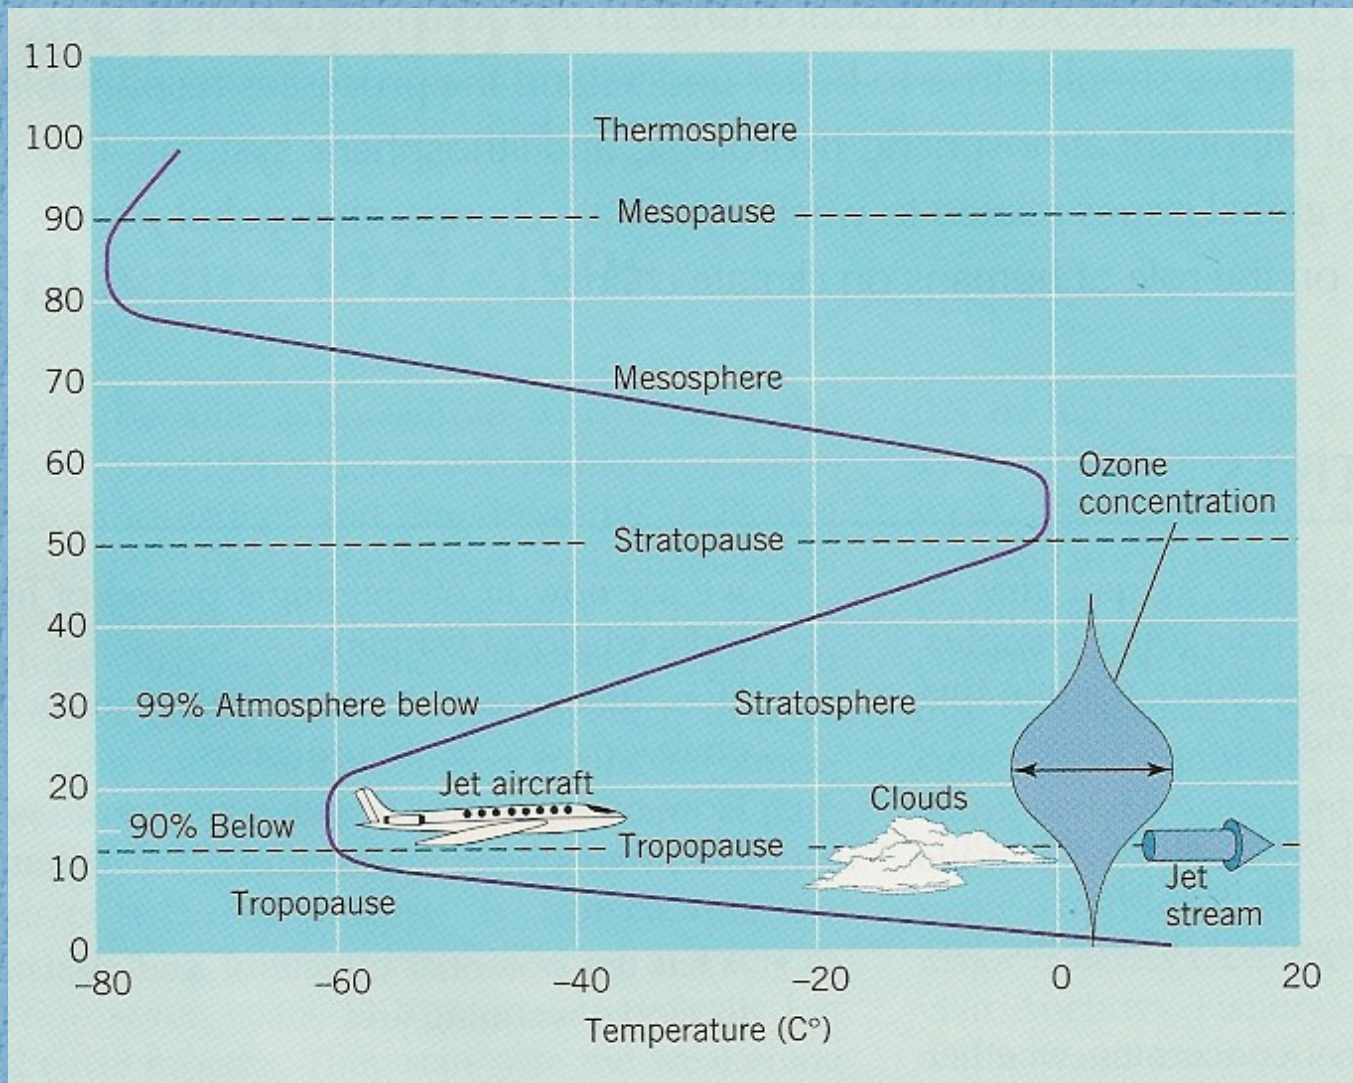 110
100
Thermosphere
90
Mesopause
80
70
Mesosphere
60
Ozone
concentration
50
Stratopause
40
30
99% Atmosphere below
Stratosphere
20
Jet aircraft
Clouds
90% Below
Tropopause
10
Jet
stream
Tropopause
0
–80
–60
–40
–20
0
20
Temperature (C°)